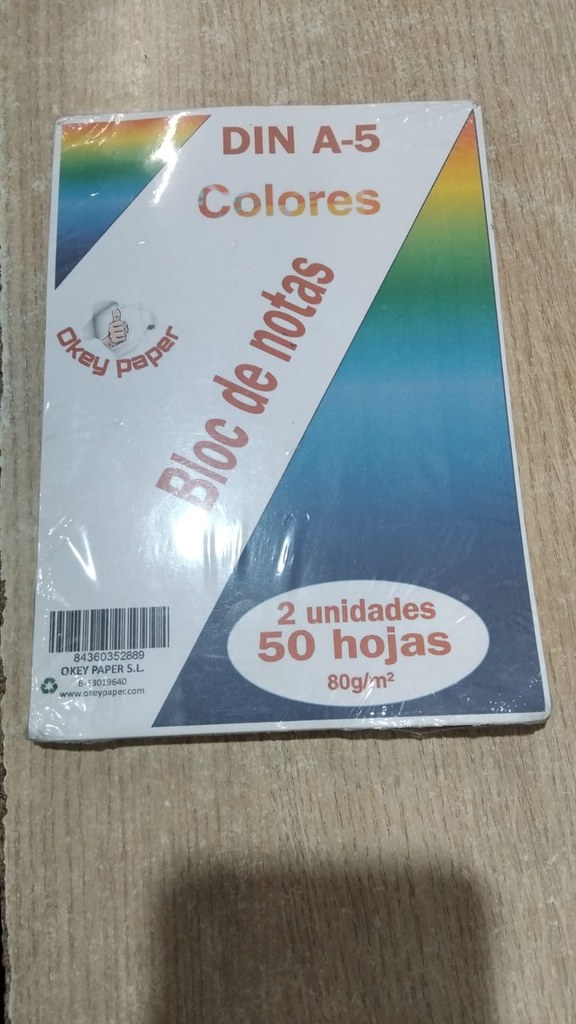 DIN A-5
Colores
Bloc de notas
Okey paper
2 unidades
50 hojas
80g/m²
84360352889
OKEY PAPER S.L.
B-53019640
www.okeypaper.com